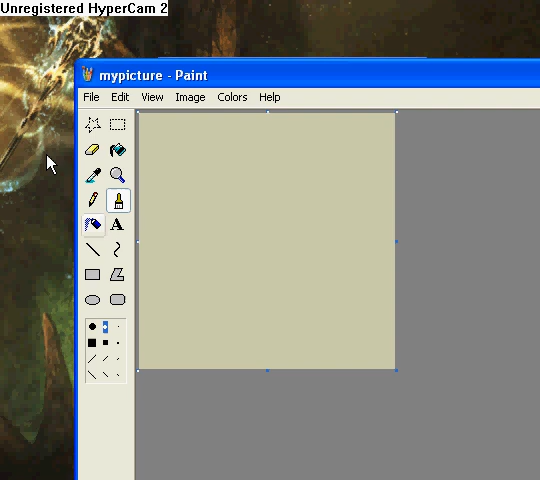 Unregistered HyperCam 2
mypicture - Paint
File Edit View Image Colors Help
A